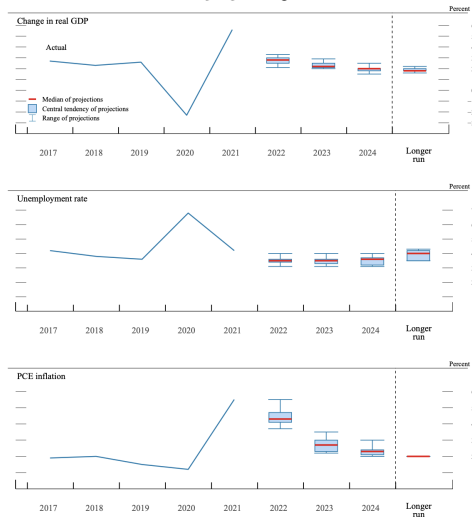 Percent
Change in real GDP
Actual
Median of projections
Central tendency of projections
Range of projections
2017 2018 2019 2020 2021 2022 2023 2024 Longer
run
Percent
Unemployment rate
2017 2018 2019 2020 2021 2022 2023 2024 Longer
run
Percent
PCE inflation
2017 2018 2019 2020 2021 2022 2023 2024 Longer
run